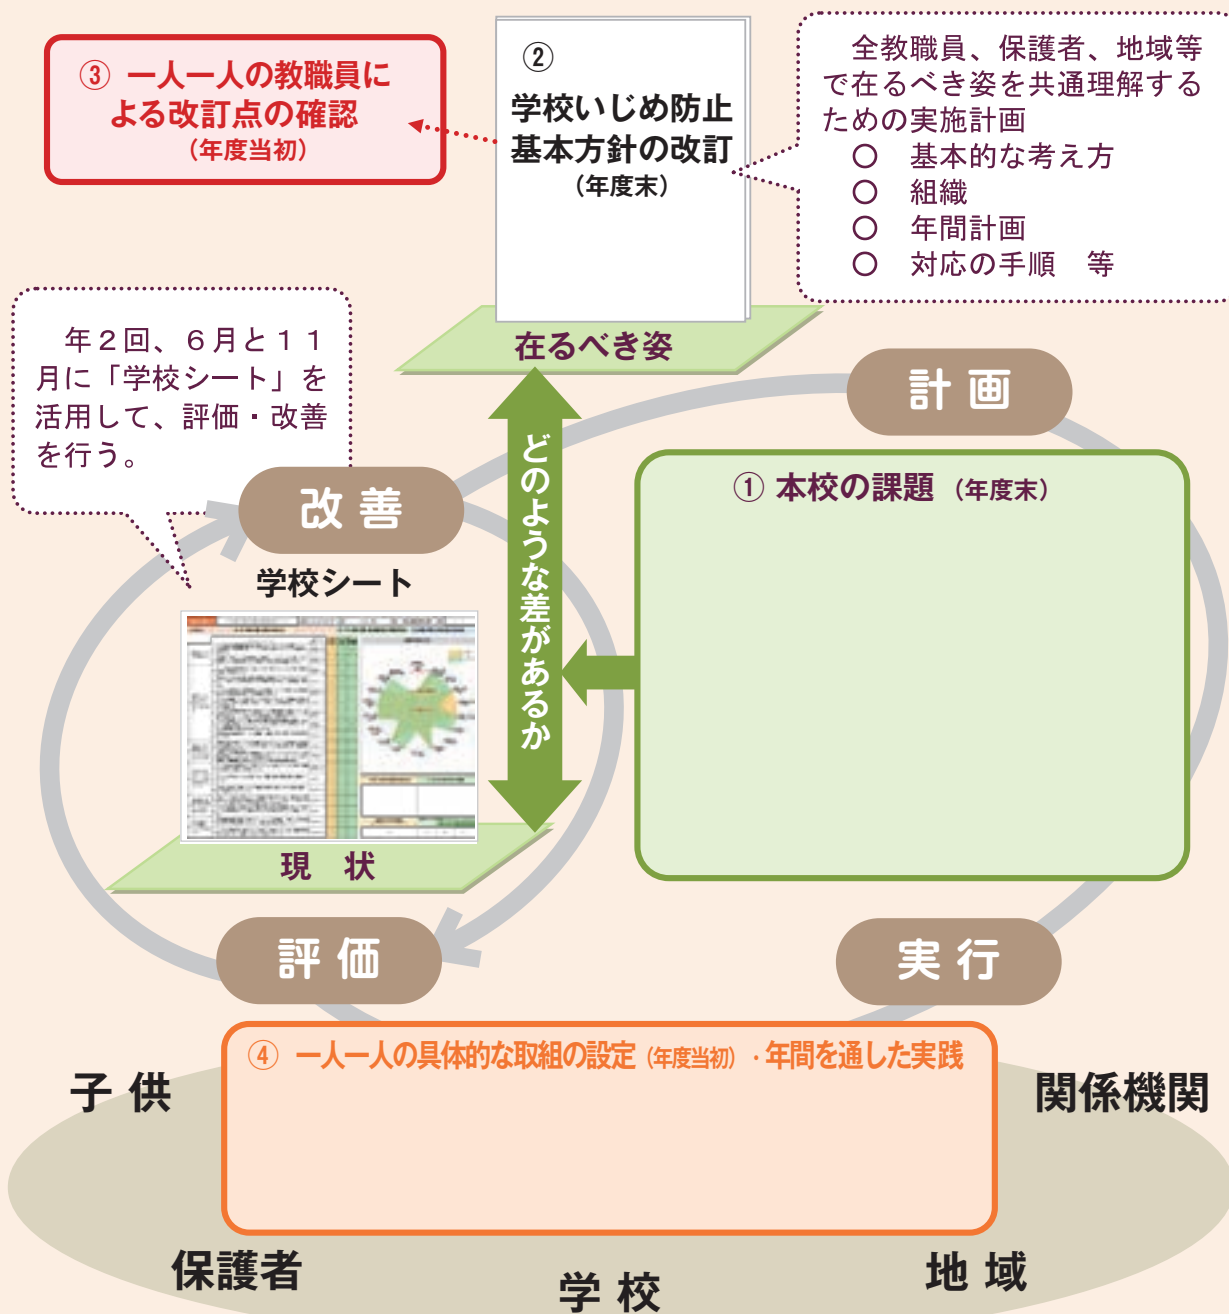 ③ 一人一人の教職員に
よる改訂点の確認
（年度当初）
②
学校いじめ防止
基本方針の改訂
（年度末）
全教職員、保護者、地域等
で在るべき姿を共通理解する
ための実施計画
○ 基本的な考え方
○ 組織
○ 年間計画
○ 対応の手順　等
在るべき姿
年２回、６月と１１
月に「学校シート」を
活用して、評価・改善
を行う。
計 画
改 善
どのような差があるか
① 本校の課題（年度末）
学校シート
現　状
評 価
実 行
④ 一人一人の具体的な取組の設定（年度当初）・年間を通した実践
子 供
関係機関
保護者
学 校
地 域